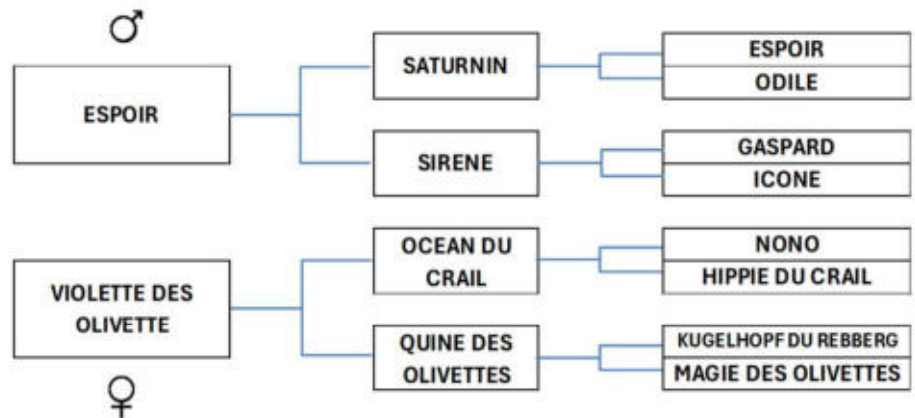 ♂
ESPOIR
SATURNIN
ESPOIR
ODILE
SIRENE
GASPARD
ICONE
VIOLETTE DES
OLIVETTE
OCEAN DU
CRAIL
NONO
HIPPIE DU CRAIL
QUINE DES
OLIVETTES
KUGELHOPF DU REBBERG
MAGIE DES OLIVETTES
♀